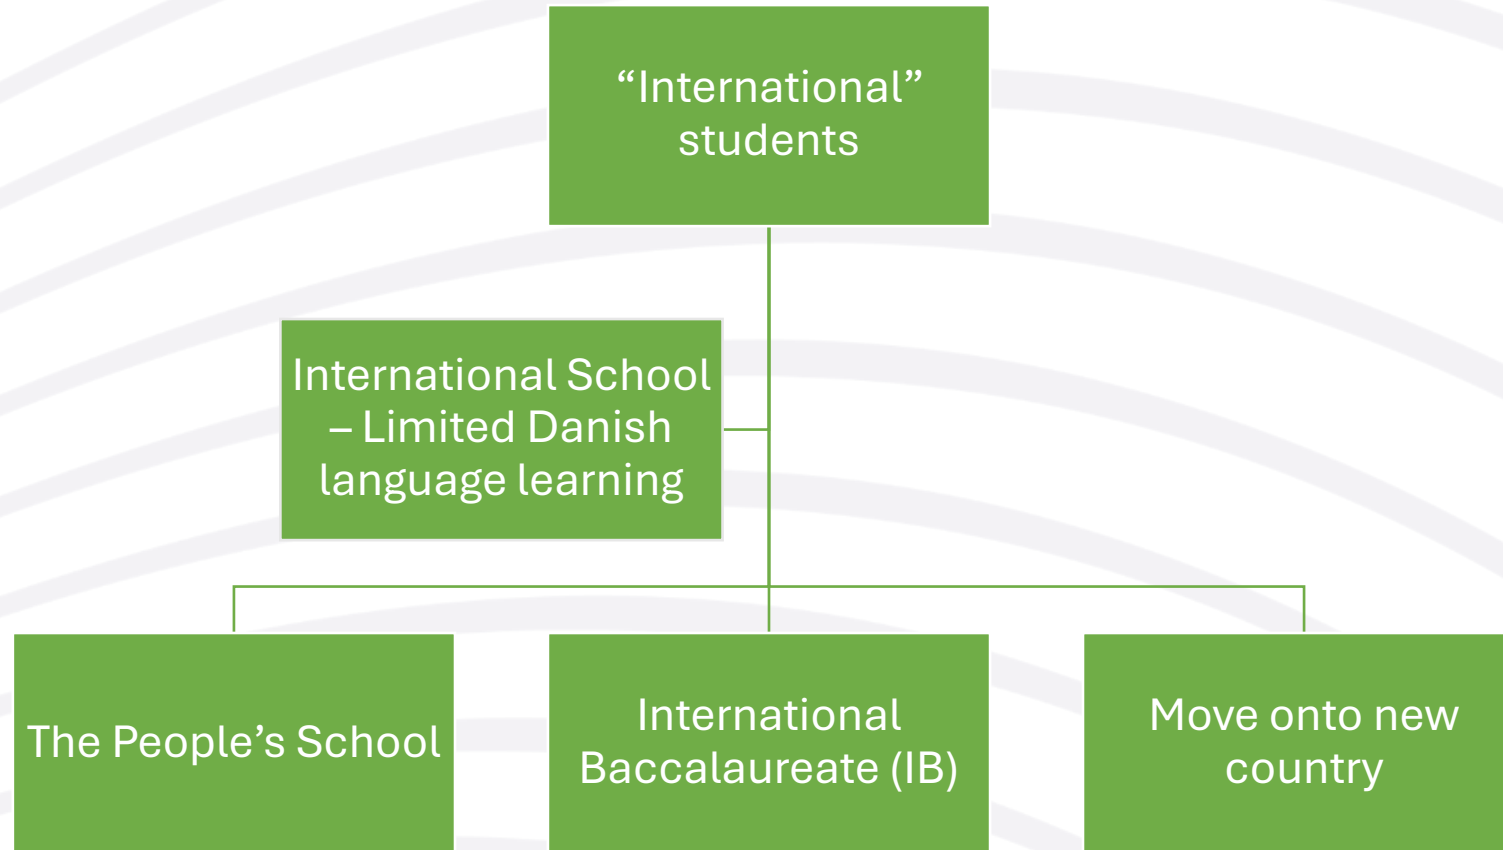 “International”
students
International School
– Limited Danish
language learning
The People’s School
International
Baccalaureate (IB)
Move onto new
country